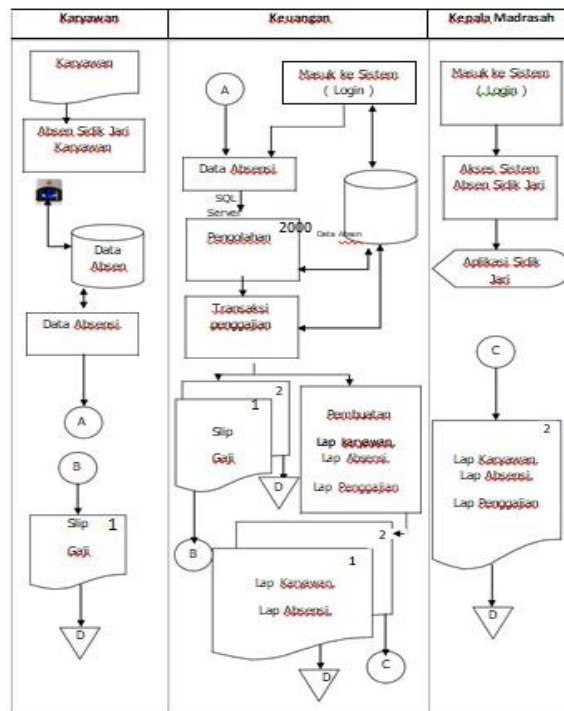 Karyawan
Karyawan
Absen Sidik Jari
Karyawan
Data
Absen
Data Absensi
A
B
Slip 1
Gaji
D
Keuangan
A
Masuk ke Sistem
( Login )
Data Absensi
SQL
Server
2000
Data Absen
Pengolahan
Transaksi
penggajian
2
1
Slip
Gaji
D
B
Pembuatan
Lap karyawan,
Lap Absensi,
Lap Penggajian
2
1
Lap Karyawan,
Lap Absensi,
D
C
Kepala Madrasah
Masuk ke Sistem
( Login )
Akses Sistem
Absen Sidik Jari
Aplikasi Sidik
Jari
C
2
Lap Karyawan,
Lap Absensi,
Lap Penggajian
D